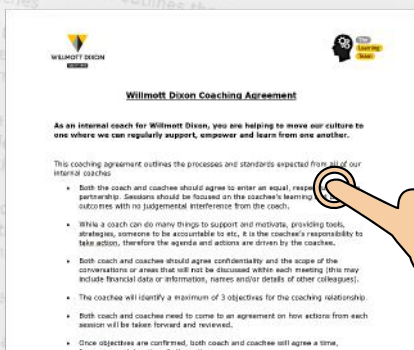 WILLMOTT DIXON
The
Learning
Team
Willmott Dixon Coaching Agreement
As an internal coach for Willmott Dixon, you are helping to move our culture to
one where we can regularly support, empower and learn from one another.
This coaching agreement outlines the processes and standards expected from all of our
internal coaches
• Both the coach and coachee should agree to enter an equal,
partnership. Sessions should be focused on the coachee's learning
outcomes with no judgemental interference from the coach.
• While a coach can do many things to support and motivate, providing tools,
strategies, someone to be accountable to etc, it is the coachee's responsibility to
take action, therefore the agenda and actions are driven by the coachee.
• Both coach and coachee should agree confidentiality and the scope of the
conversations or areas that will not be discussed within each meeting (this may
include financial data or information, names and/or details of other colleagues).
• The coachee will identify a maximum of 3 objectives for the coaching relationship
• Both coach and coachee need to come to an agreement on how actions from each
session will be taken forward and reviewed.
• Once objectives are confirmed, both coach and coachee will agree a time,